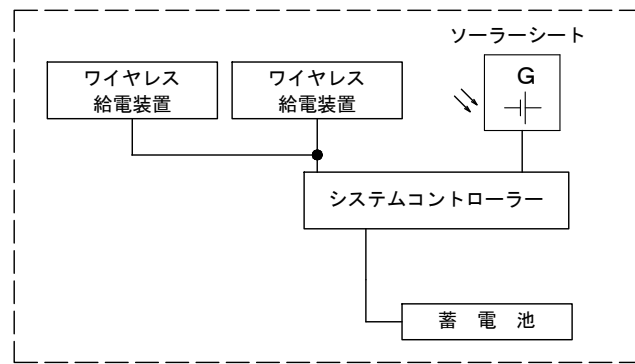 ソーラーシート
ワイヤレス
給電装置
ワイヤレス
給電装置
G
システムコントローラー
蓄 電 池